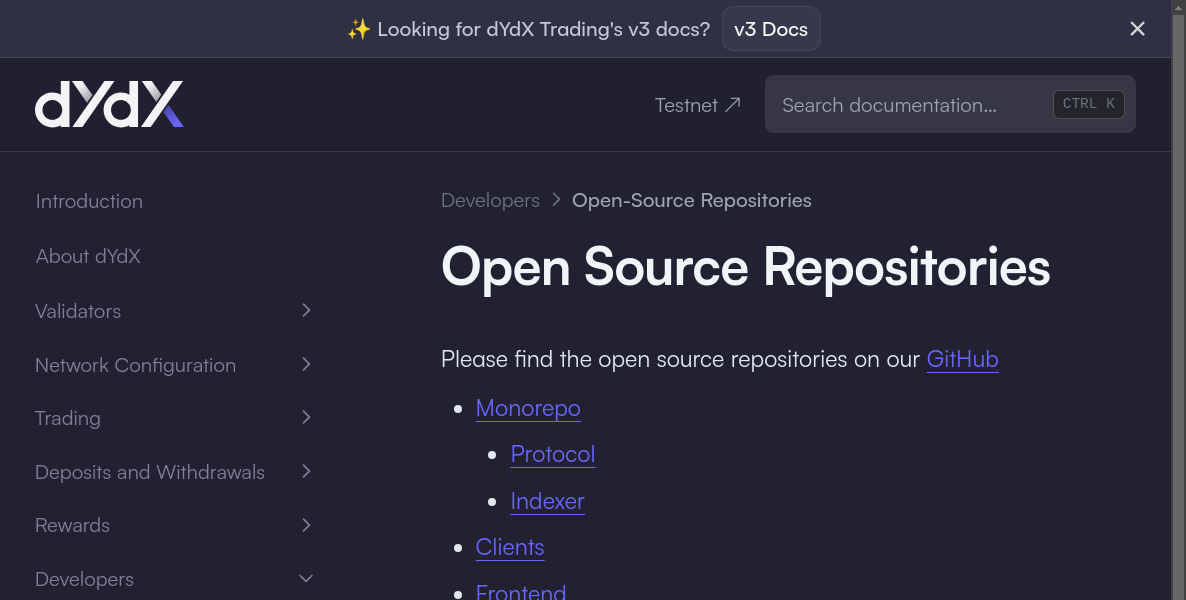 ✨ Looking for dYdX Trading's v3 docs? v3 Docs
dYdX
Testnet
Search documentation…
CTRL K
Introduction
About dYdX
Validators
Network Configuration
Trading
Deposits and Withdrawals
Rewards
Developers
Developers > Open-Source Repositories
Open Source Repositories
Please find the open source repositories on our GitHub
Monorepo
Protocol
Indexer
Clients
Frontend